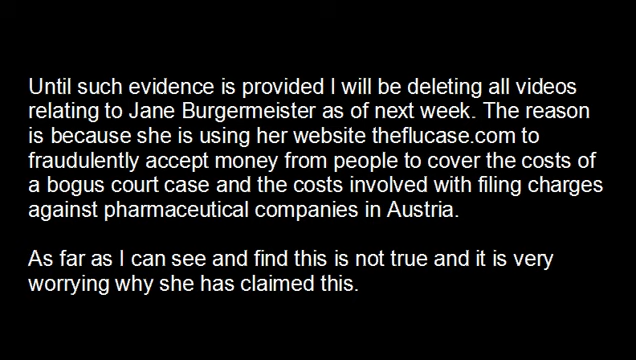 Until such evidence is provided I will be deleting all videos
relating to Jane Burgermeister as of next week. The reason
is because she is using her website theflucase.com to
fraudulently accept money from people to cover the costs of
a bogus court case and the costs involved with filing charges
against pharmaceutical companies in Austria.
As far as I can see and find this is not true and it is very
worrying why she has claimed this.